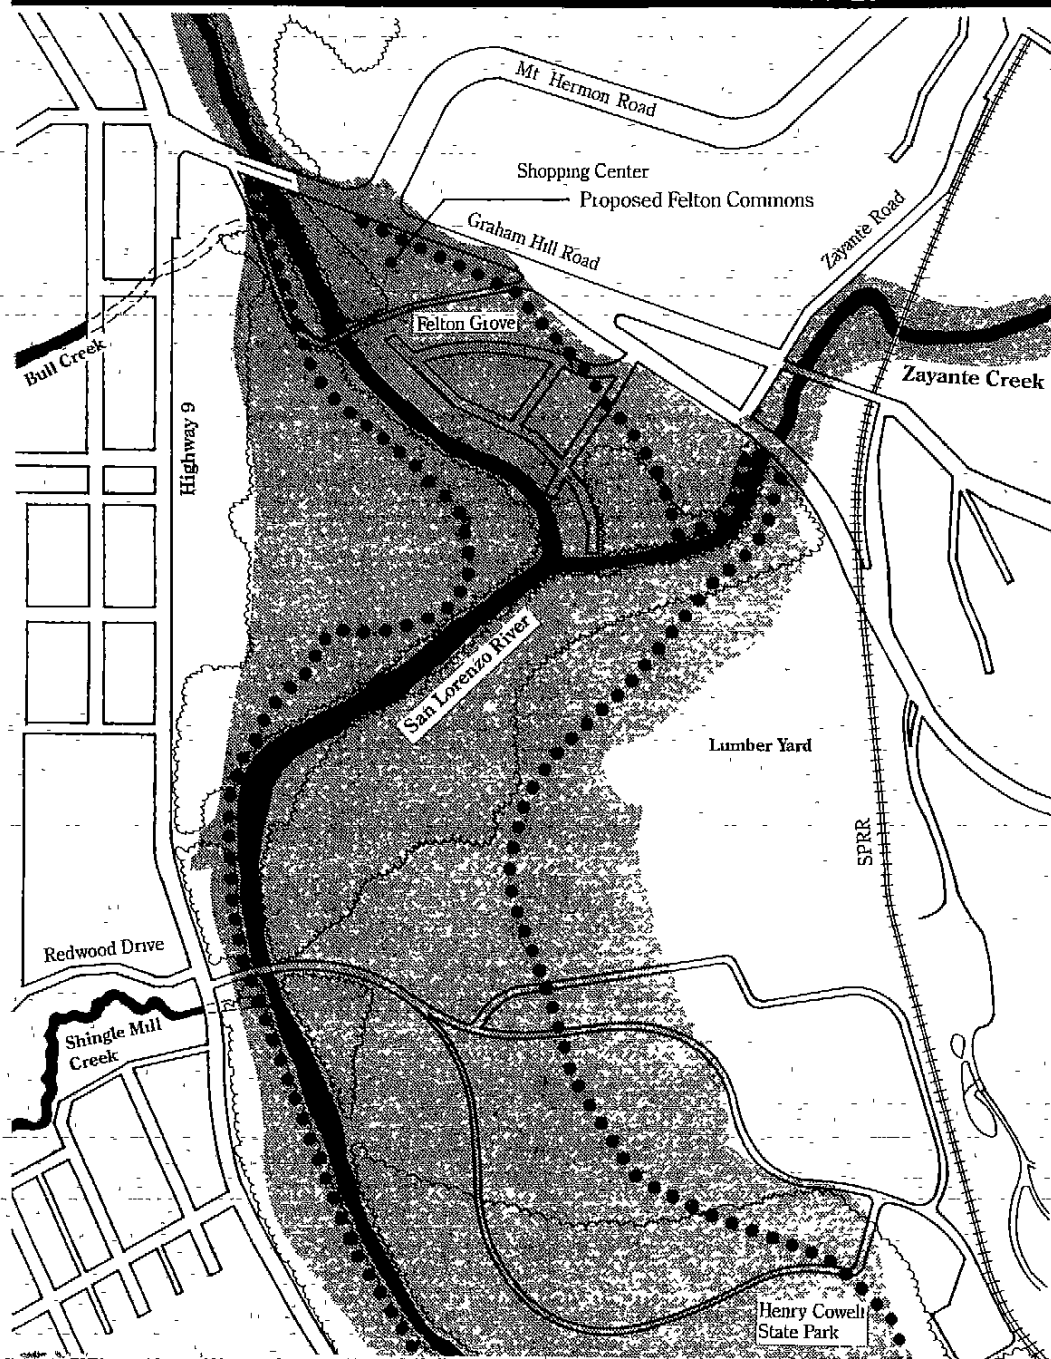 Mt Hermon Road
Shopping Center
Proposed Felton Commons
Graham Hill Road
Zayante Road
Felton Grove
Bull Creek
Zayante Creek
Highway 9
San Lorenzo River
Lumber Yard
SPRR
Redwood Drive
Shingle Mill
Creek
Henry Cowell
State Park